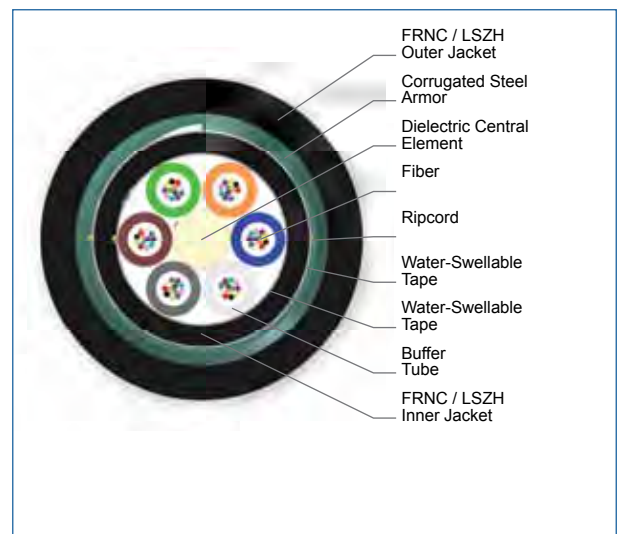 FRNC / LSZH
Outer Jacket
Corrugated Steel
Armor
Dielectric Central
Element
Fiber
Ripcord
Water-Swellable
Tape
Water-Swellable
Tape
Buffer
Tube
FRNC / LSZH
Inner Jacket